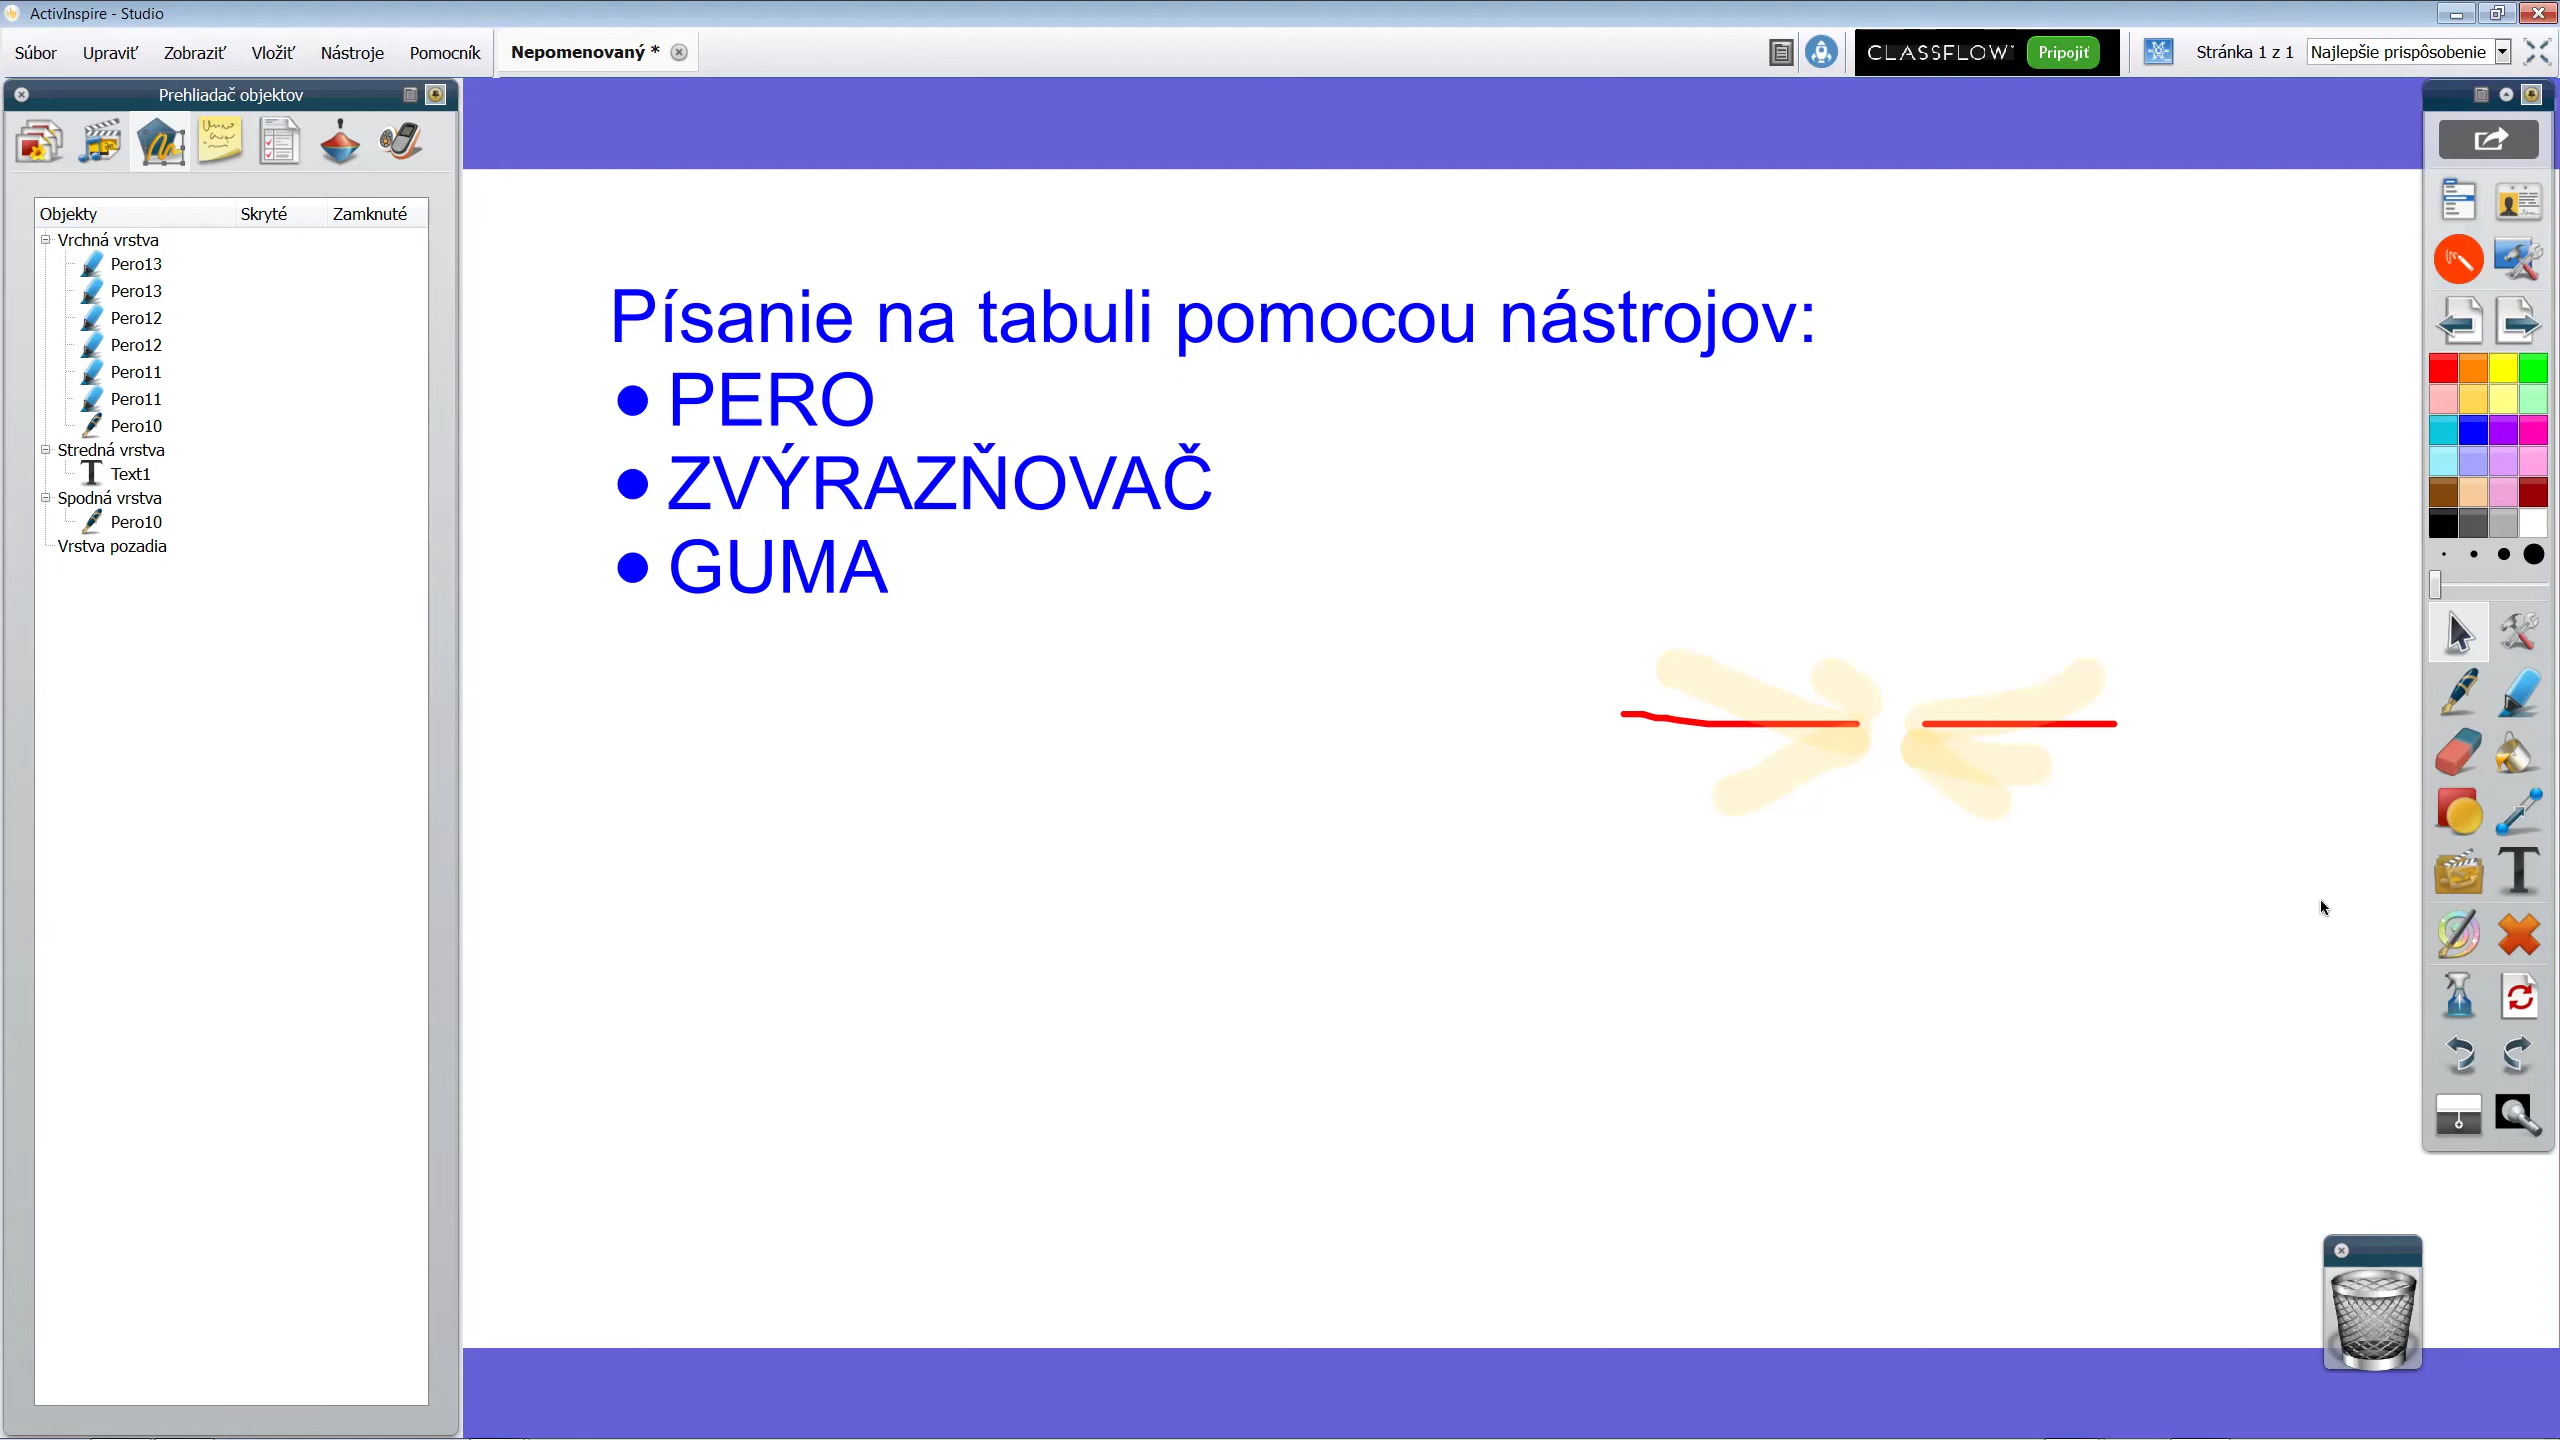 ActivInspire - Studio
Súbor Upraviť Zobraziť Vložiť Nástroje Pomocník Nepomenovaný * CLASSFLOW Pripojiť Stránka 1 z 1 Najlepšie prispôsobenie
Prehliadač objektov
Objekty Skryté Zamknuté
Vrchná vrstva
Pero13
Pero13
Pero12
Pero12
Pero11
Pero11
Pero10
Stredná vrstva
Text1
Spodná vrstva
Pero10
Vrstva pozadia
Písanie na tabuli pomocou nástrojov:
● PERO
● ZVÝRAZŇOVAČ
● GUMA